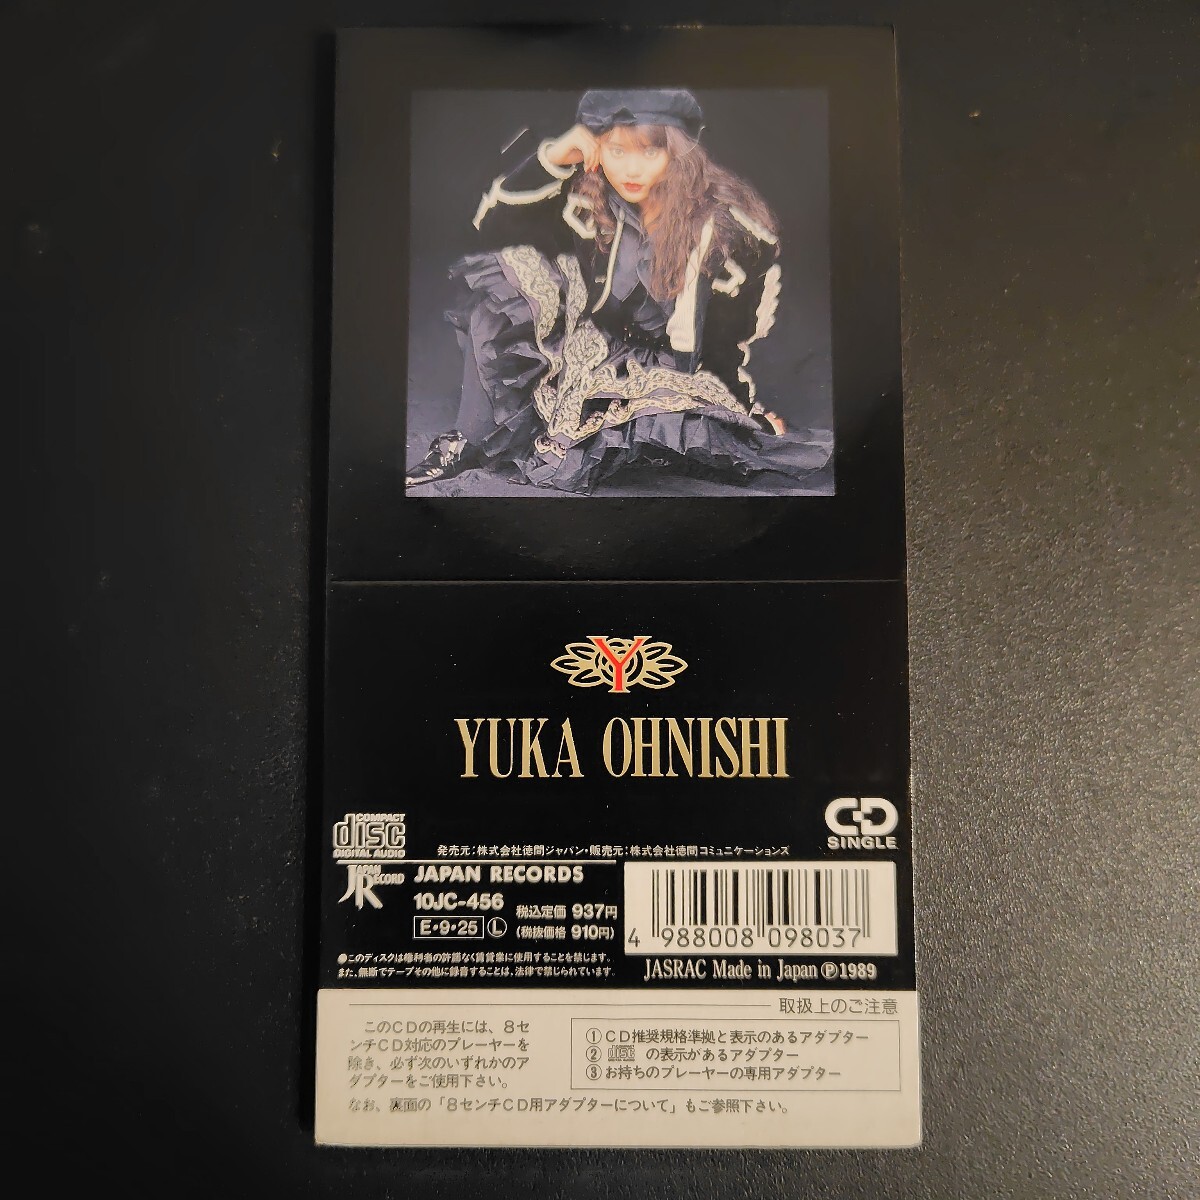 Y
YUKA OHNISHI
COMPACT
disc
DIGITAL AUDIO
CD
SINGLE
発売元:株式会社徳間ジャパン・販売元:株式会社徳間コミュニケーションズ
JAPAN RECORD
JAPAN RECORDS
10JC-456
税込定価 937円
E・9・25 Ⓛ
(税抜価格 910円)
4 988008 098037
●このディスクは権利者の許諾なく賃貸業に使用することを禁じます。
また、無断でテープその他に録音することは、法律で禁じられています。
JASRAC Made in Japan Ⓟ1989
取扱上のご注意
このCDの再生には、8セ
ンチCD対応のプレーヤーを
除き、必ず次のいずれかのア
ダプターをご使用下さい。
①CD推奨規格準拠と表示のあるアダプター
②disc の表示があるアダプター
③お持ちのプレーヤーの専用アダプター
なお、裏面の「8センチCD用アダプターについて」もご参照下さい。